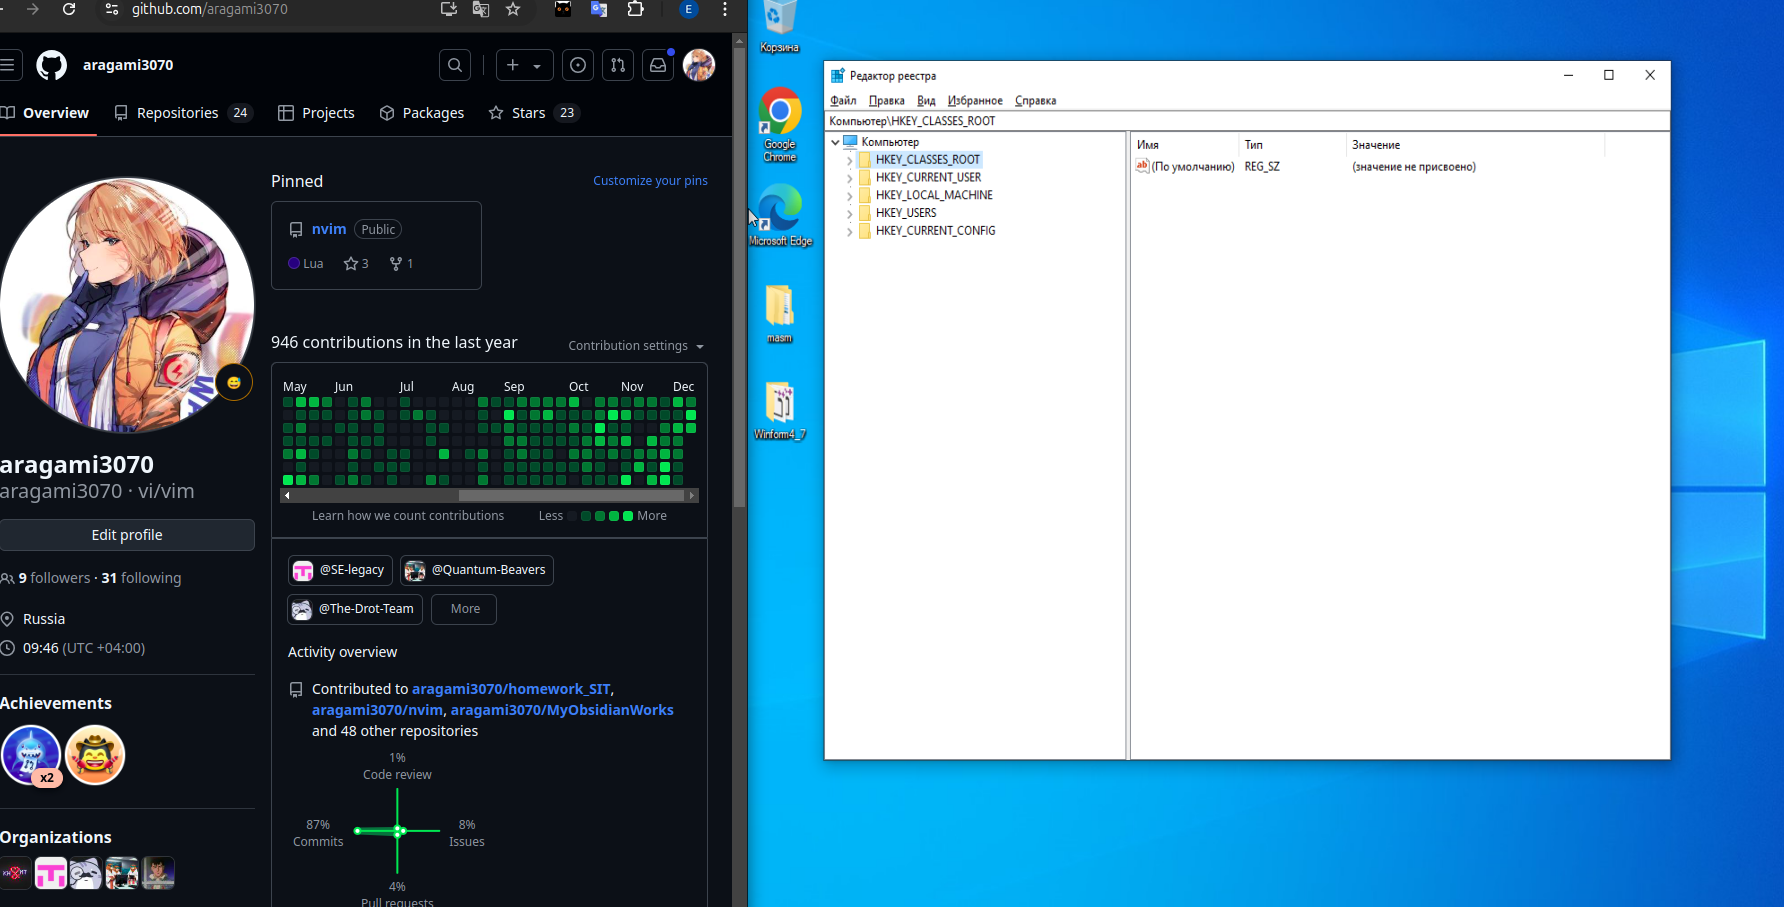 github.com/aragami3070
E
aragami3070
Overview
Repositories 24
Projects
Packages
Stars 23
Pinned
Customize your pins
nvim Public
Lua 3 1
946 contributions in the last year
Contribution settings
May Jun Jul Aug Sep Oct Nov Dec
Learn how we count contributions
Less More
@SE-legacy
@Quantum-Beavers
@The-Drot-Team
More
Activity overview
Contributed to aragami3070/homework_SIT,
aragami3070/nvim, aragami3070/MyObsidianWorks
and 48 other repositories
1%
Code review
87%
Commits
8%
Issues
4%
Pull requests
aragami3070
aragami3070 · vi/vim
Edit profile
9 followers · 31 following
Russia
09:46 (UTC +04:00)
Achievements
x2
Organizations
Корзина
Google
Chrome
Microsoft Edge
masm
Winform4_7
Редактор реестра
Файл Правка Вид Избранное Справка
Компьютер\HKEY_CLASSES_ROOT
Компьютер
HKEY_CLASSES_ROOT
HKEY_CURRENT_USER
HKEY_LOCAL_MACHINE
HKEY_USERS
HKEY_CURRENT_CONFIG
Имя Тип Значение
ab (По умолчанию) REG_SZ (значение не присвоено)